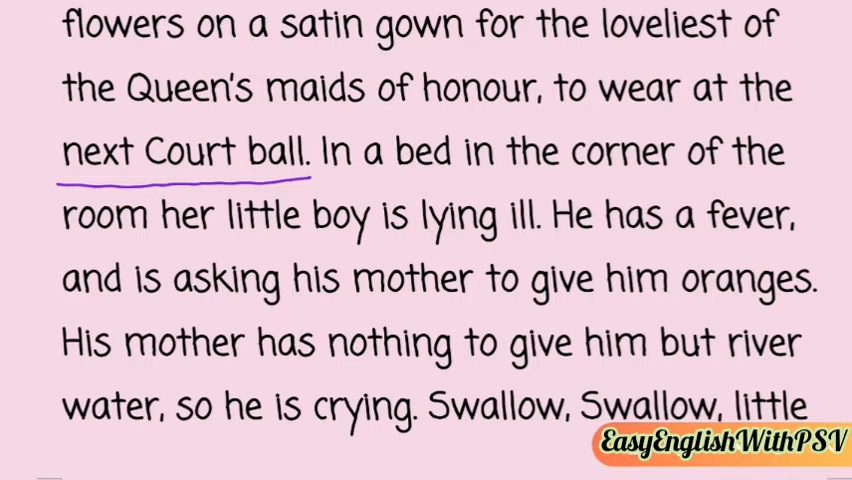 flowers on a satin gown for the loveliest of
the Queen's maids of honour, to wear at the
next Court ball. In a bed in the corner of the
room her little boy is lying ill. He has a fever,
and is asking his mother to give him oranges.
His mother has nothing to give him but river
water, so he is crying. Swallow, Swallow, little
EasyEnglishWithPSV